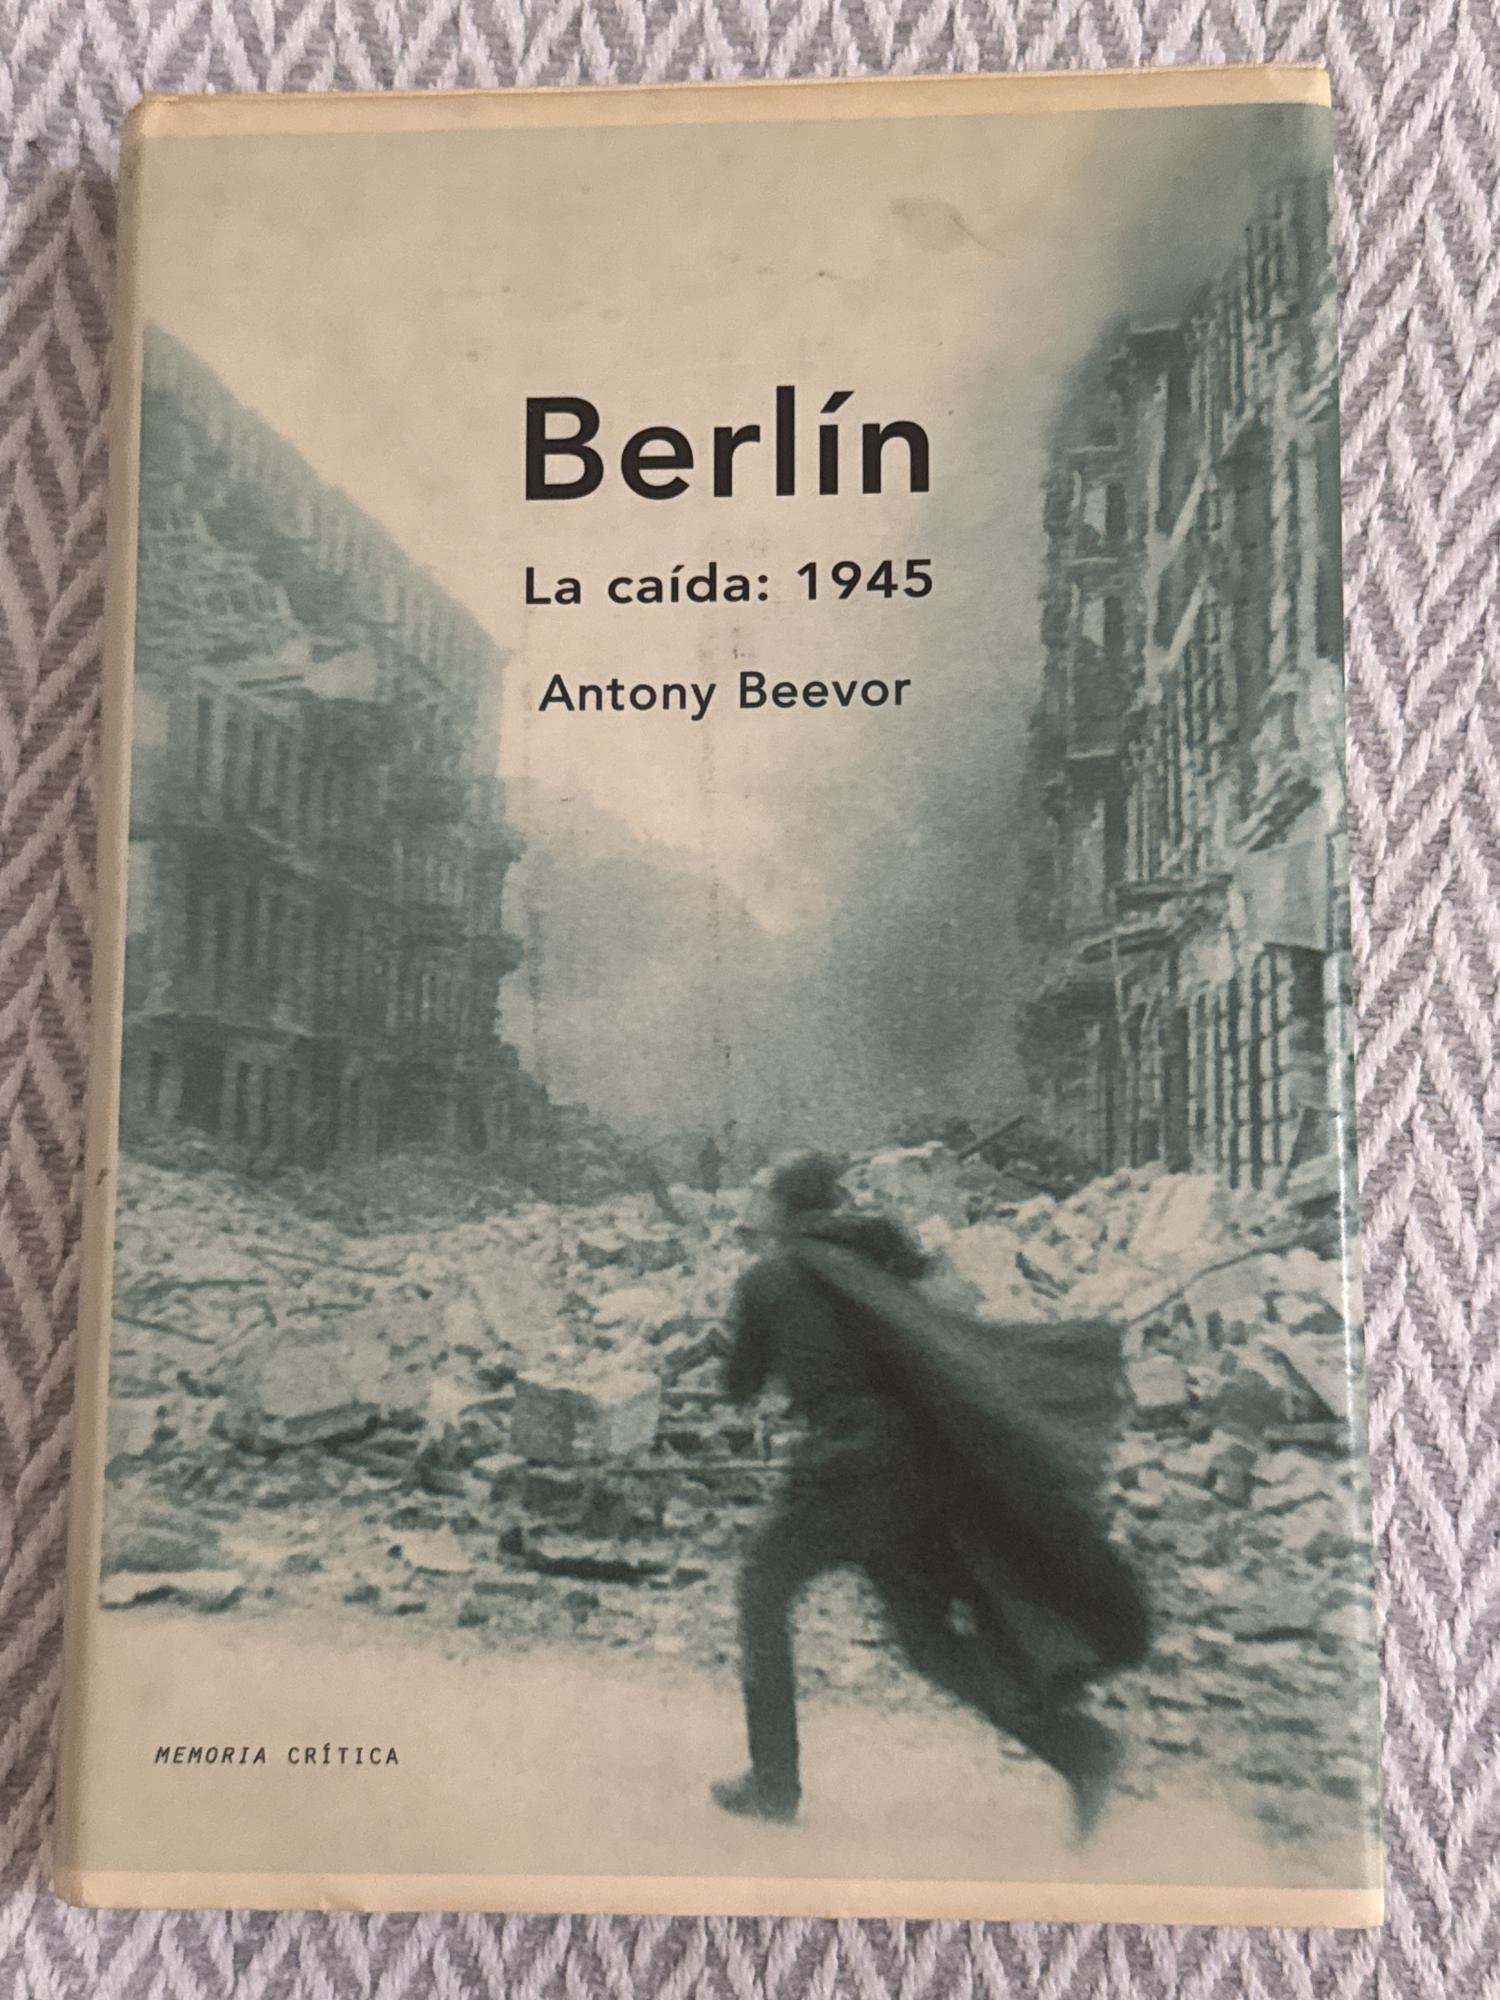 Berlín
La caída: 1945
Antony Beevor
MEMORIA CRÍTICA